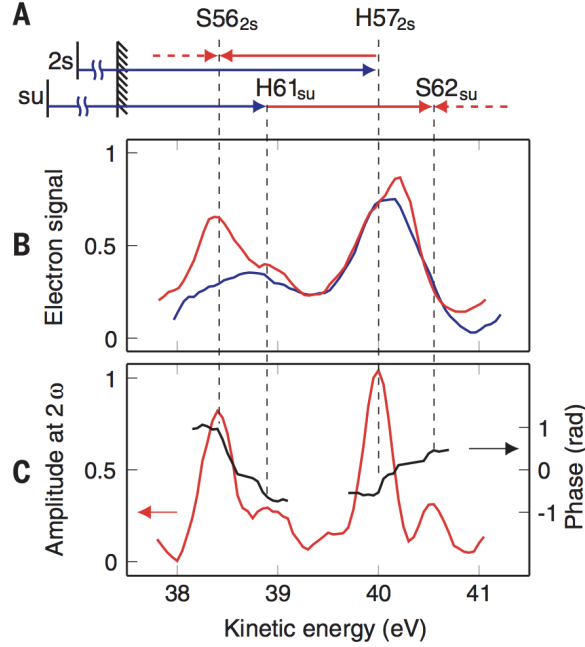 A
S56₂ₛ H57₂ₛ
2s
su
H61ₛᵤ S62ₛᵤ
B
Electron signal
1
0.5
0
C
Amplitude at 2 ω
1
0.5
0
1
0
-1
Phase (rad)
38 39 40 41
Kinetic energy (eV)